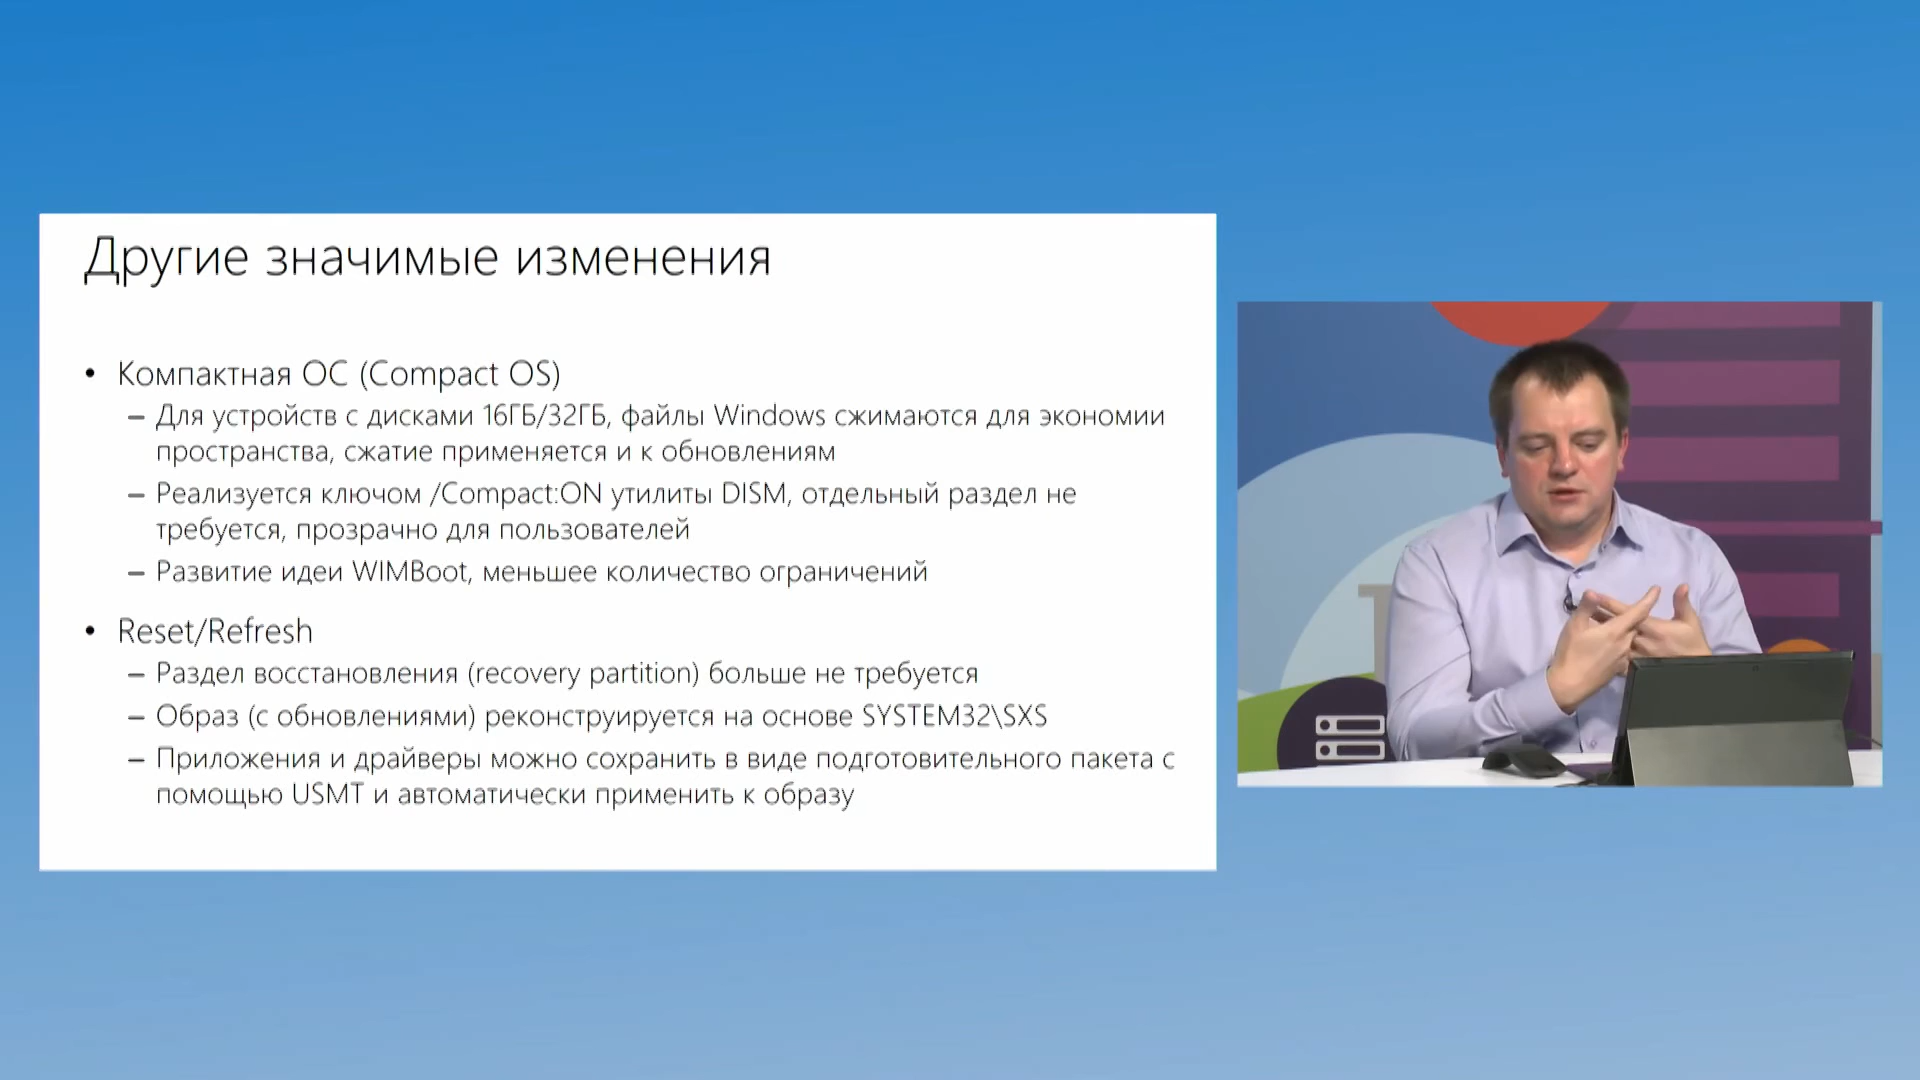 Другие значимые изменения
• Компактная ОС (Compact OS)
– Для устройств с дисками 16ГБ/32ГБ, файлы Windows сжимаются для экономии
пространства, сжатие применяется и к обновлениям
– Реализуется ключом /Compact:ON утилиты DISM, отдельный раздел не
требуется, прозрачно для пользователей
– Развитие идеи WIMBoot, меньшее количество ограничений
• Reset/Refresh
– Раздел восстановления (recovery partition) больше не требуется
– Образ (с обновлениями) реконструируется на основе SYSTEM32\SXS
– Приложения и драйверы можно сохранить в виде подготовительного пакета с
помощью USMT и автоматически применить к образу